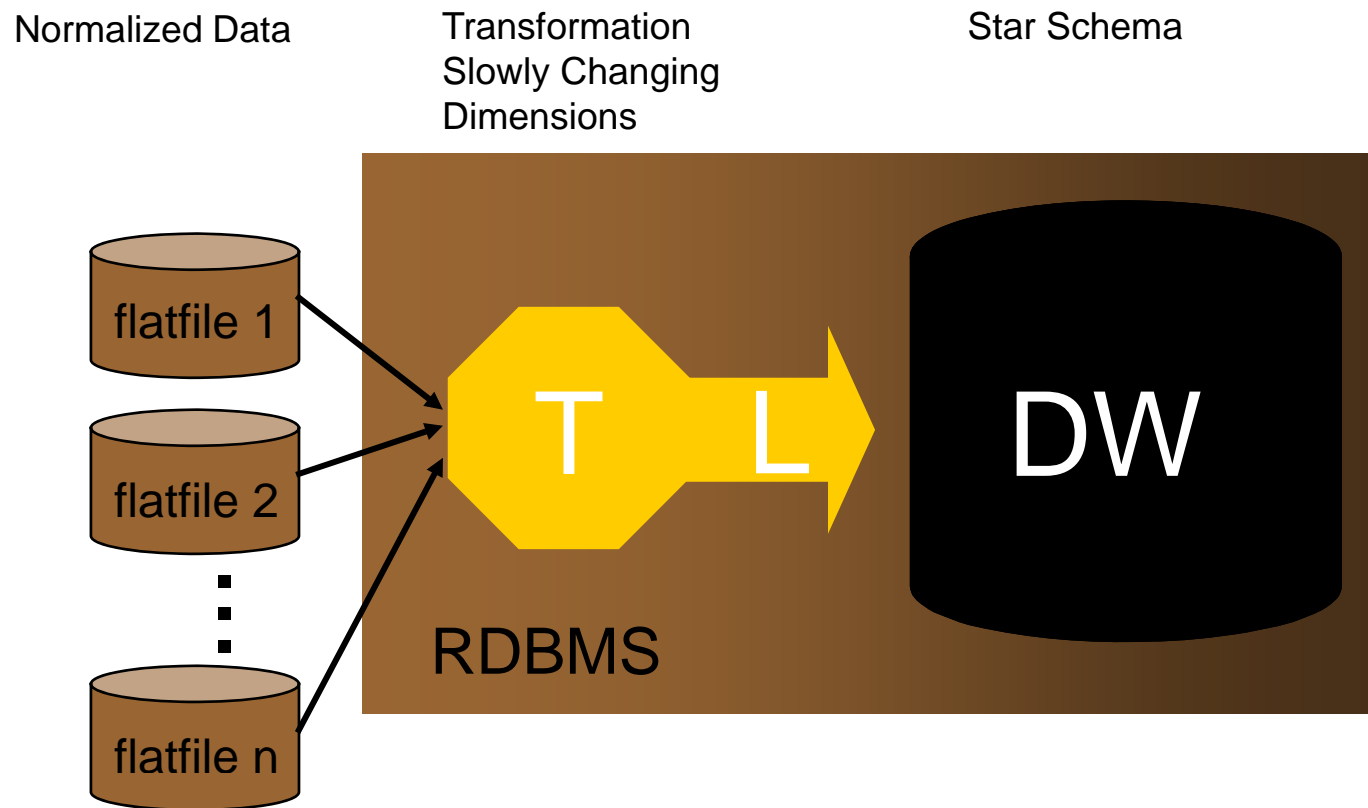 Normalized Data
Transformation
Slowly Changing
Dimensions
Star Schema
flatfile 1
flatfile 2
flatfile n
T
L
DW
RDBMS